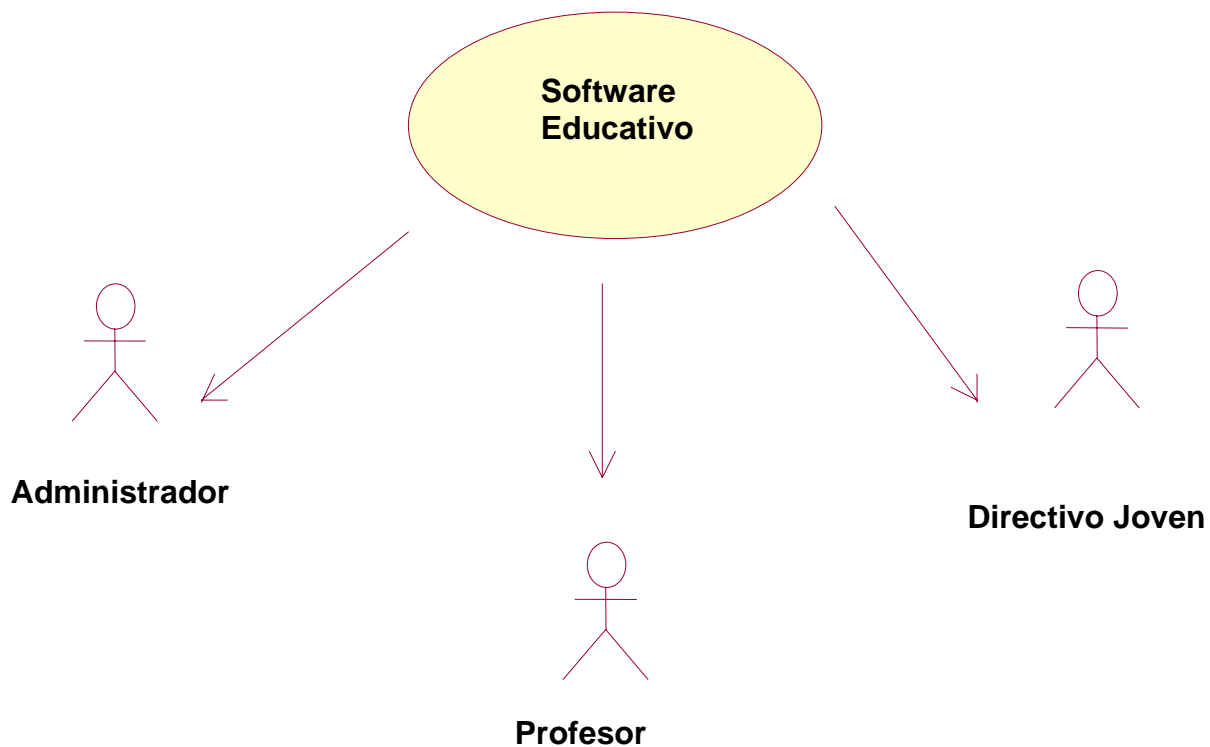 Software
Educativo
Administrador
Directivo Joven
Profesor